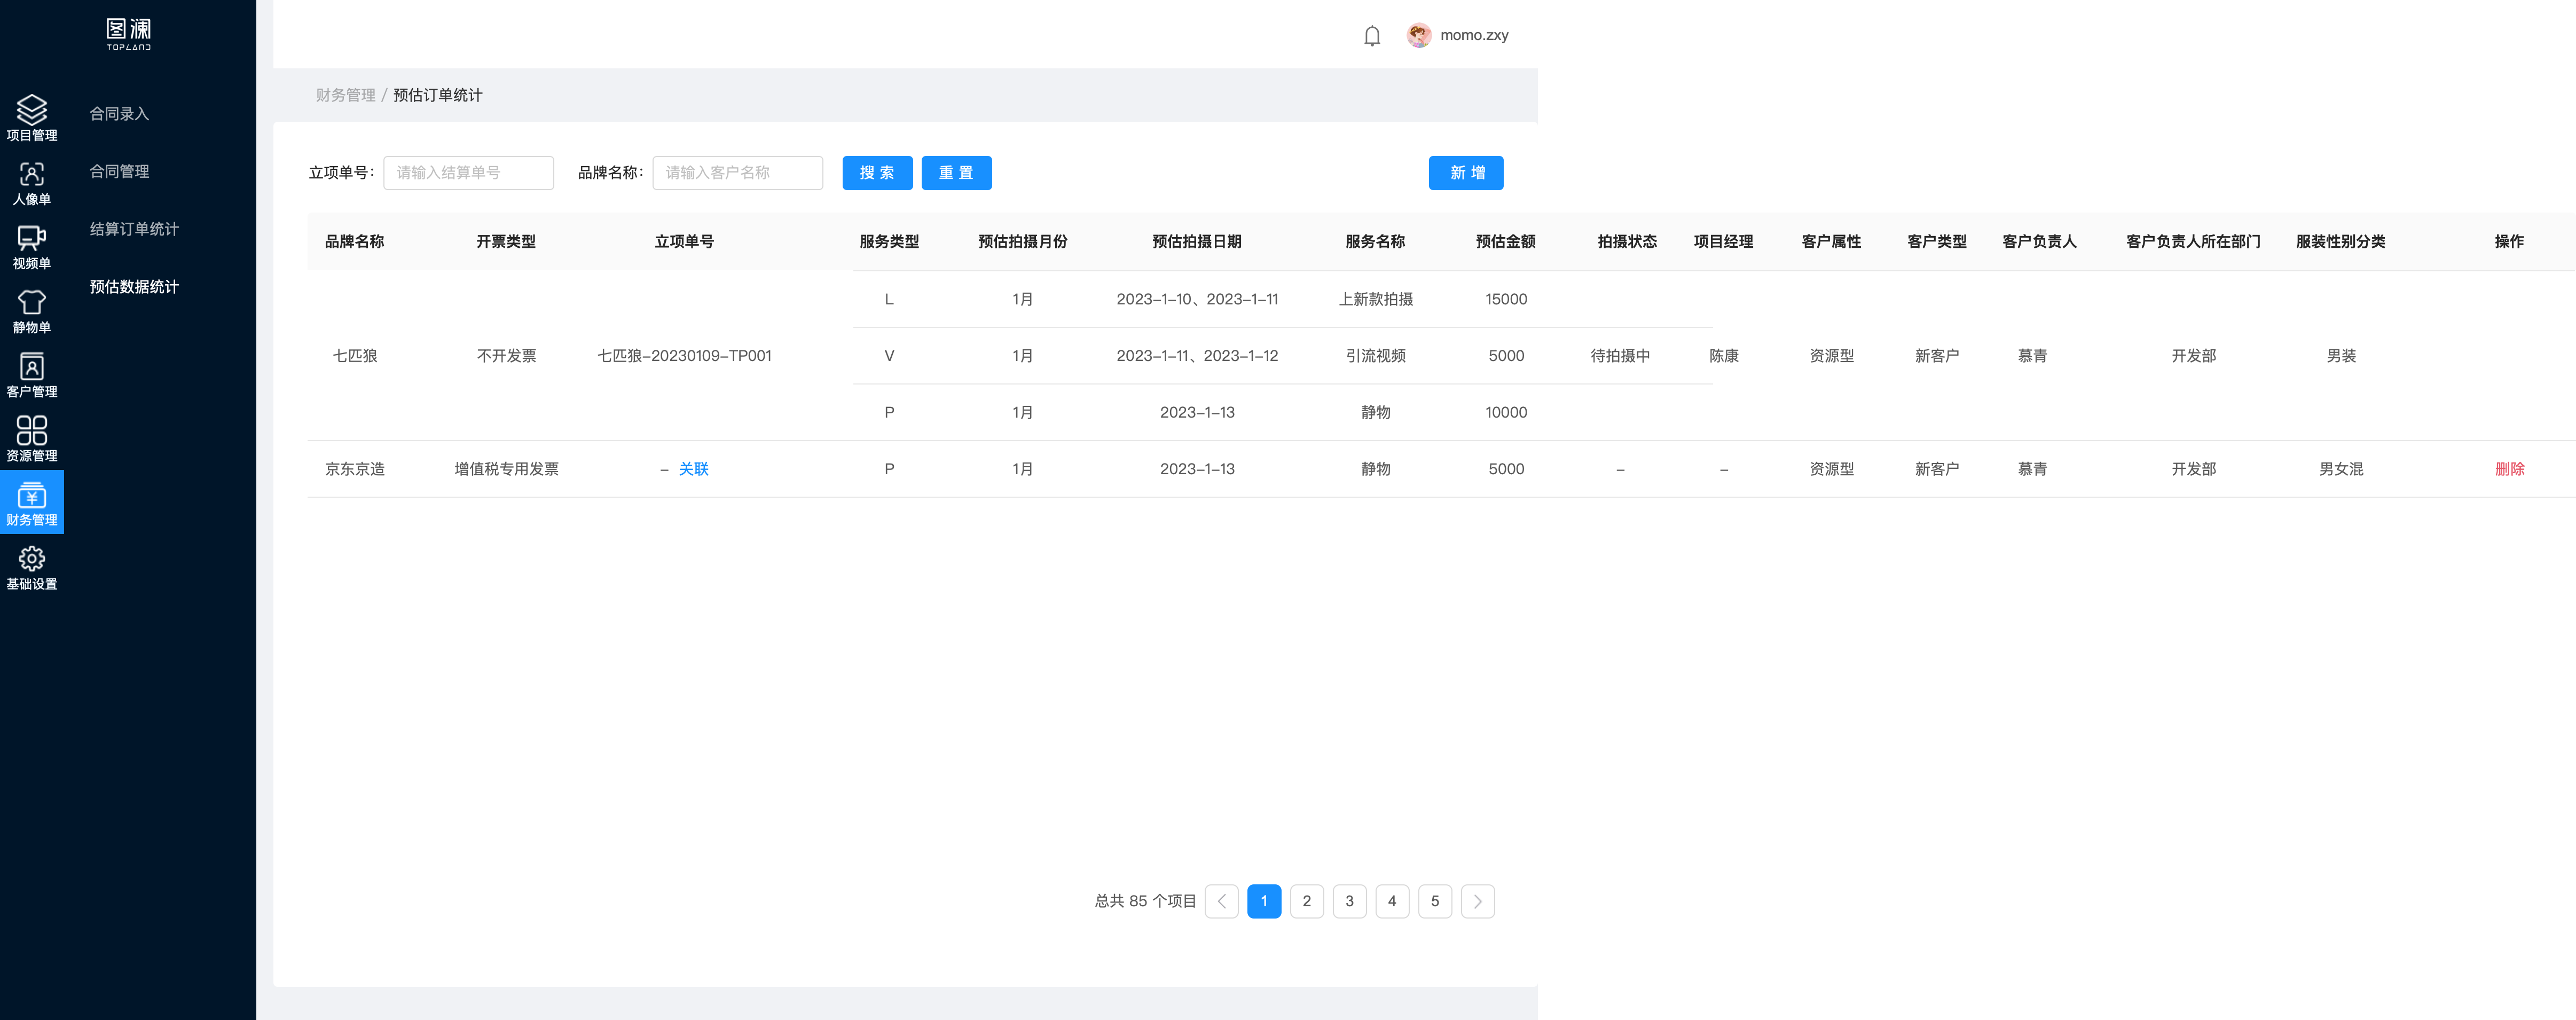 图澜
TOPLAND
momo.zxy
项目管理
人像单
视频单
静物单
客户管理
资源管理
财务管理
基础设置
合同录入
合同管理
结算订单统计
预估数据统计
财务管理 / 预估订单统计
立项单号： 请输入结算单号 品牌名称： 请输入客户名称 搜 索 重 置 新 增
品牌名称 开票类型 立项单号 服务类型 预估拍摄月份 预估拍摄日期 服务名称 预估金额 拍摄状态 项目经理 客户属性 客户类型 客户负责人 客户负责人所在部门 服装性别分类 操作
L 1月 2023-1-10、2023-1-11 上新款拍摄 15000
七匹狼 不开发票 七匹狼-20230109-TP001 V 1月 2023-1-11、2023-1-12 引流视频 5000 待拍摄中 陈康 资源型 新客户 慕青 开发部 男装
P 1月 2023-1-13 静物 10000
京东京造 增值税专用发票 - 关联 P 1月 2023-1-13 静物 5000 - - 资源型 新客户 慕青 开发部 男女混 删除
总共 85 个项目 1 2 3 4 5